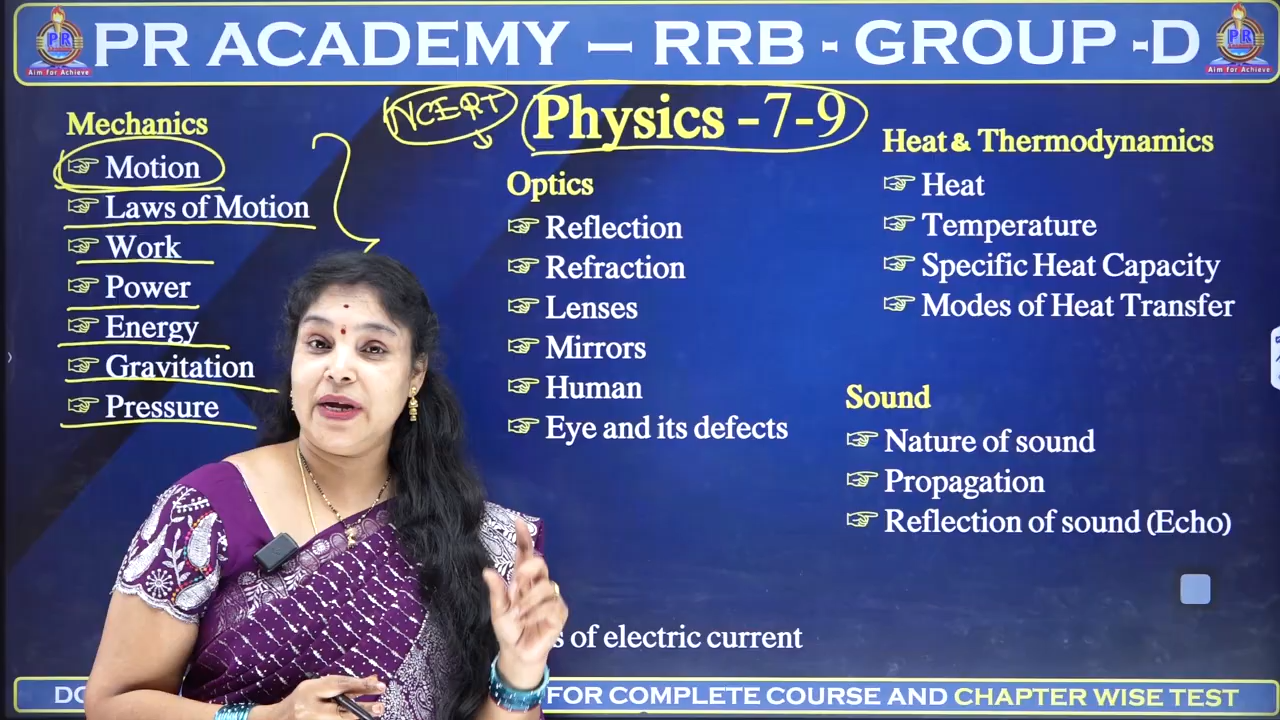 PR ACADEMY – RRB - GROUP -D
PR
Aim for Achieve
PR
Aim for Achieve
NCERT
Physics -7-9
Mechanics
Motion
Laws of Motion
Work
Power
Energy
Gravitation
Pressure
Optics
Reflection
Refraction
Lenses
Mirrors
Human
Eye and its defects
Heat & Thermodynamics
Heat
Temperature
Specific Heat Capacity
Modes of Heat Transfer
Sound
Nature of sound
Propagation
Reflection of sound (Echo)
of electric current
FOR COMPLETE COURSE AND CHAPTER WISE TEST